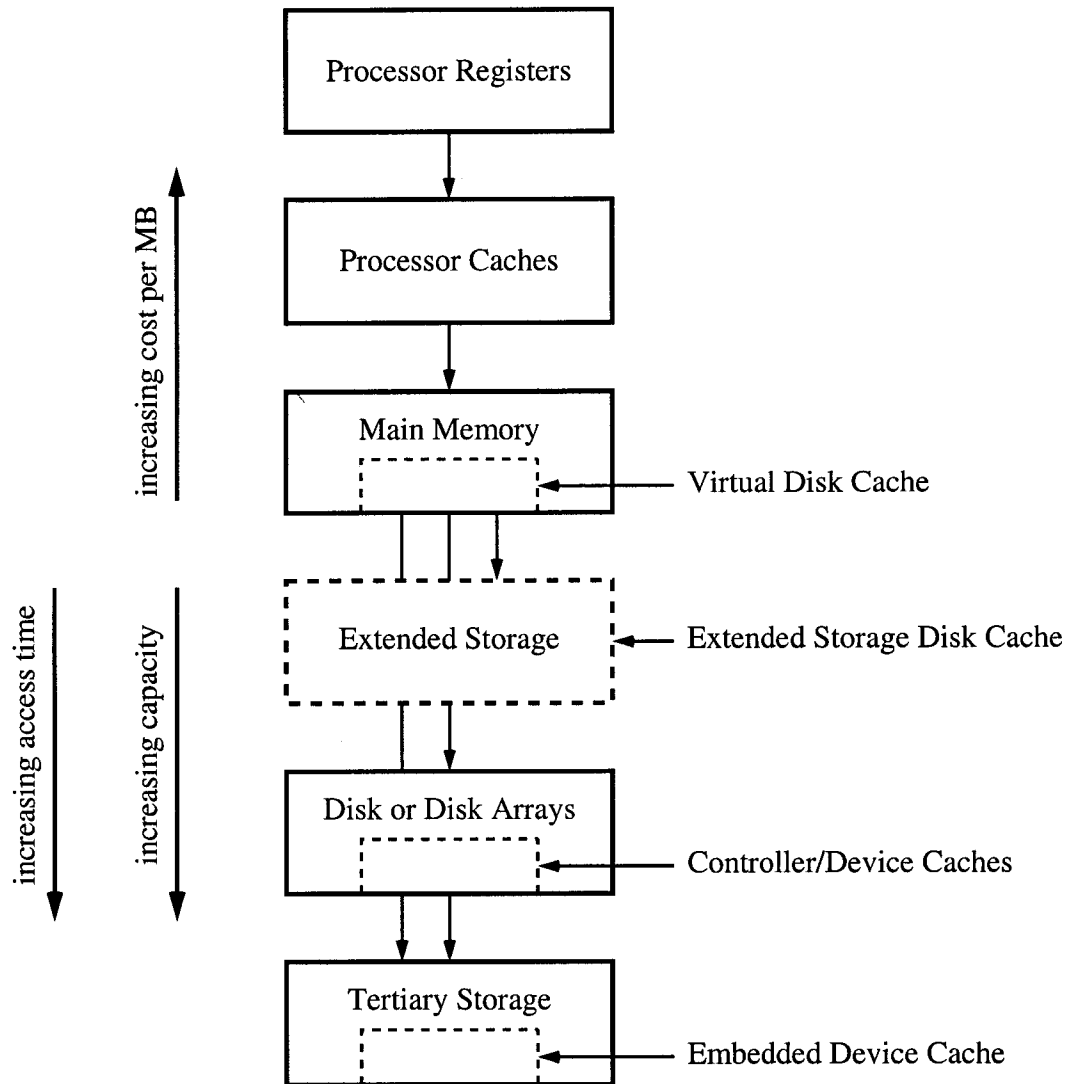 Processor Registers
increasing cost per MB
Processor Caches
Main Memory
Virtual Disk Cache
increasing access time
increasing capacity
Extended Storage
Extended Storage Disk Cache
Disk or Disk Arrays
Controller/Device Caches
Tertiary Storage
Embedded Device Cache